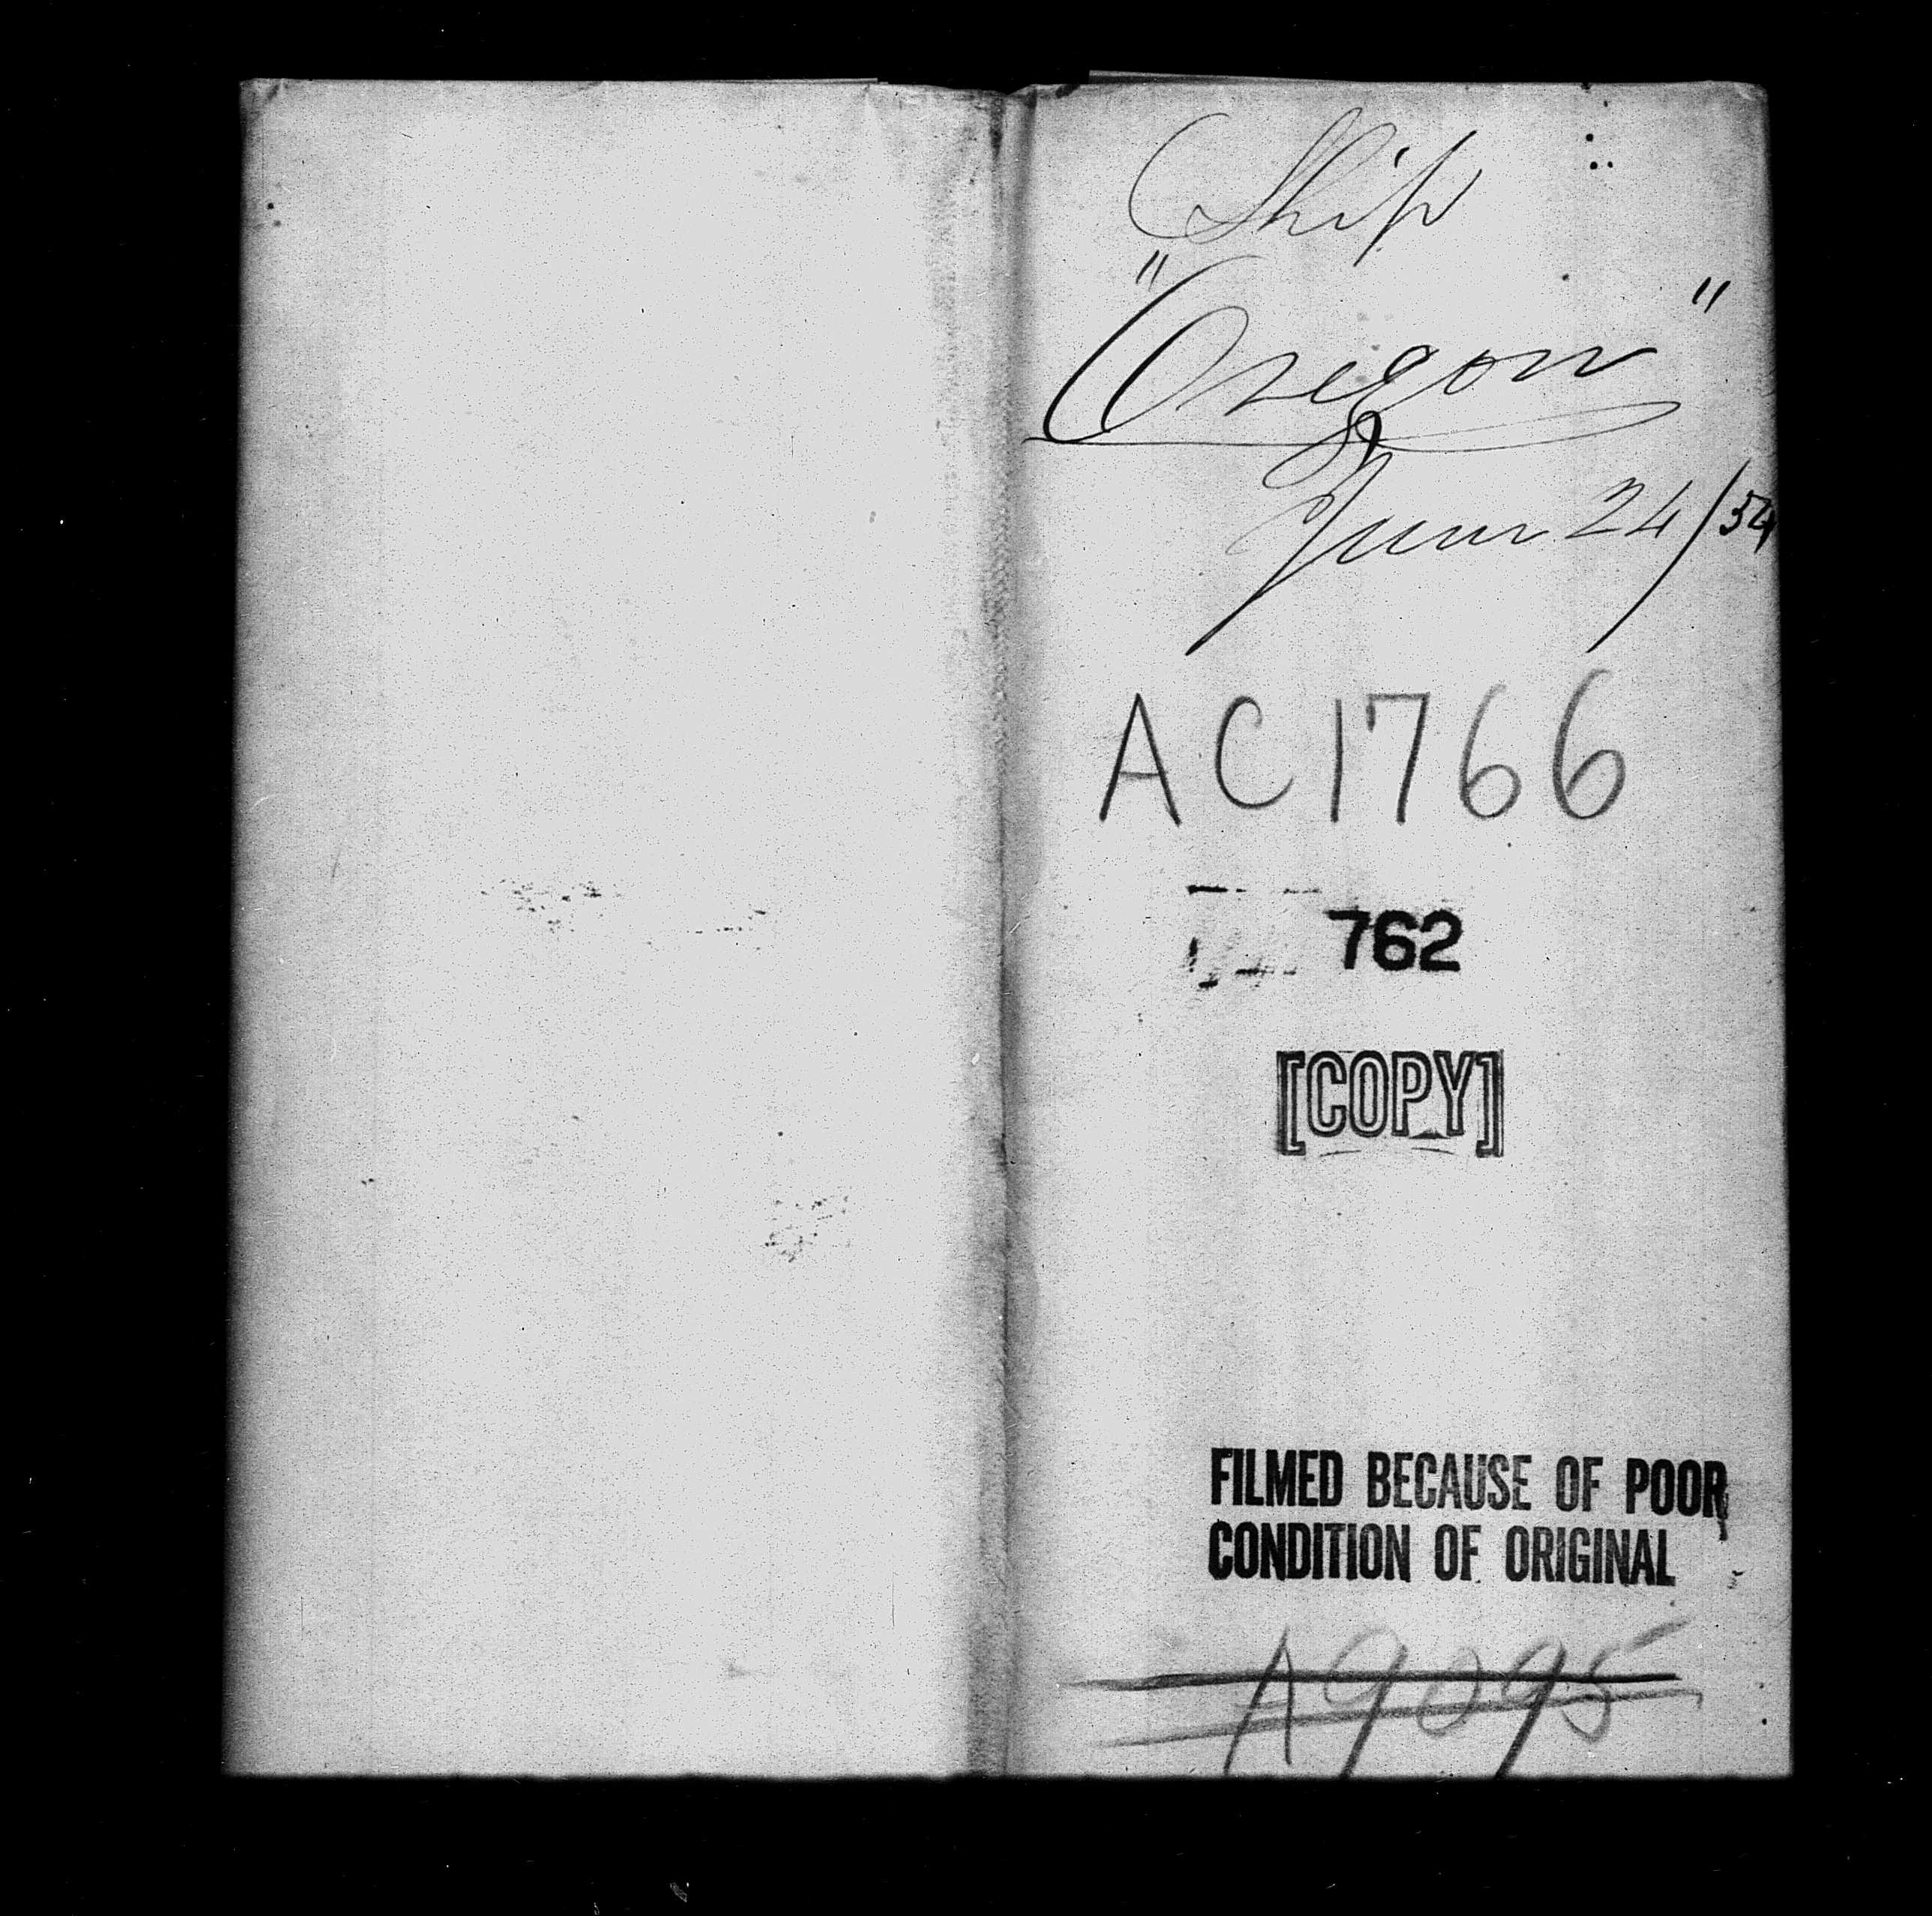 Ship
"Oregon"
June 24/54
AC1766
762
[COPY]
FILMED BECAUSE OF POOR
CONDITION OF ORIGINAL
A9095